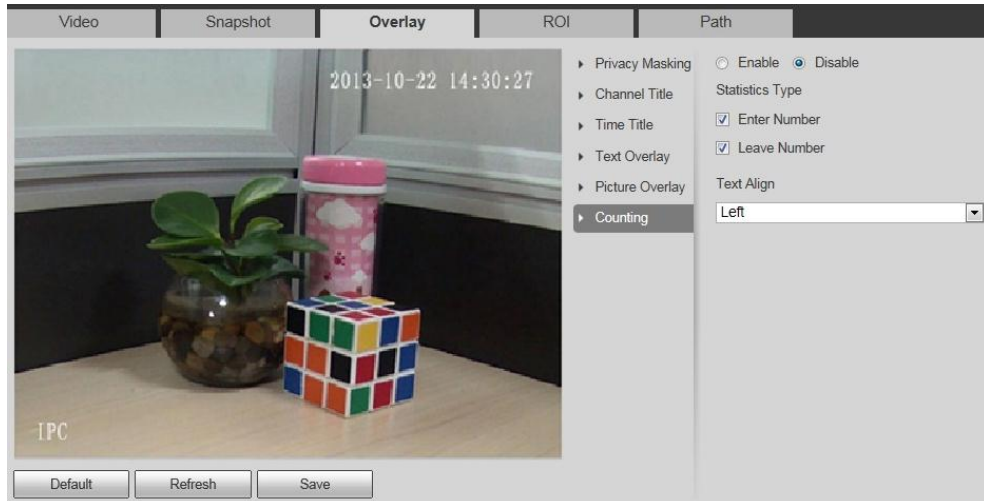 Video Snapshot Overlay ROI Path
2013-10-22 14:30:27
IPC
Privacy Masking
Channel Title
Time Title
Text Overlay
Picture Overlay
Counting
Enable Disable
Statistics Type
Enter Number
Leave Number
Text Align
Left
Default Refresh Save